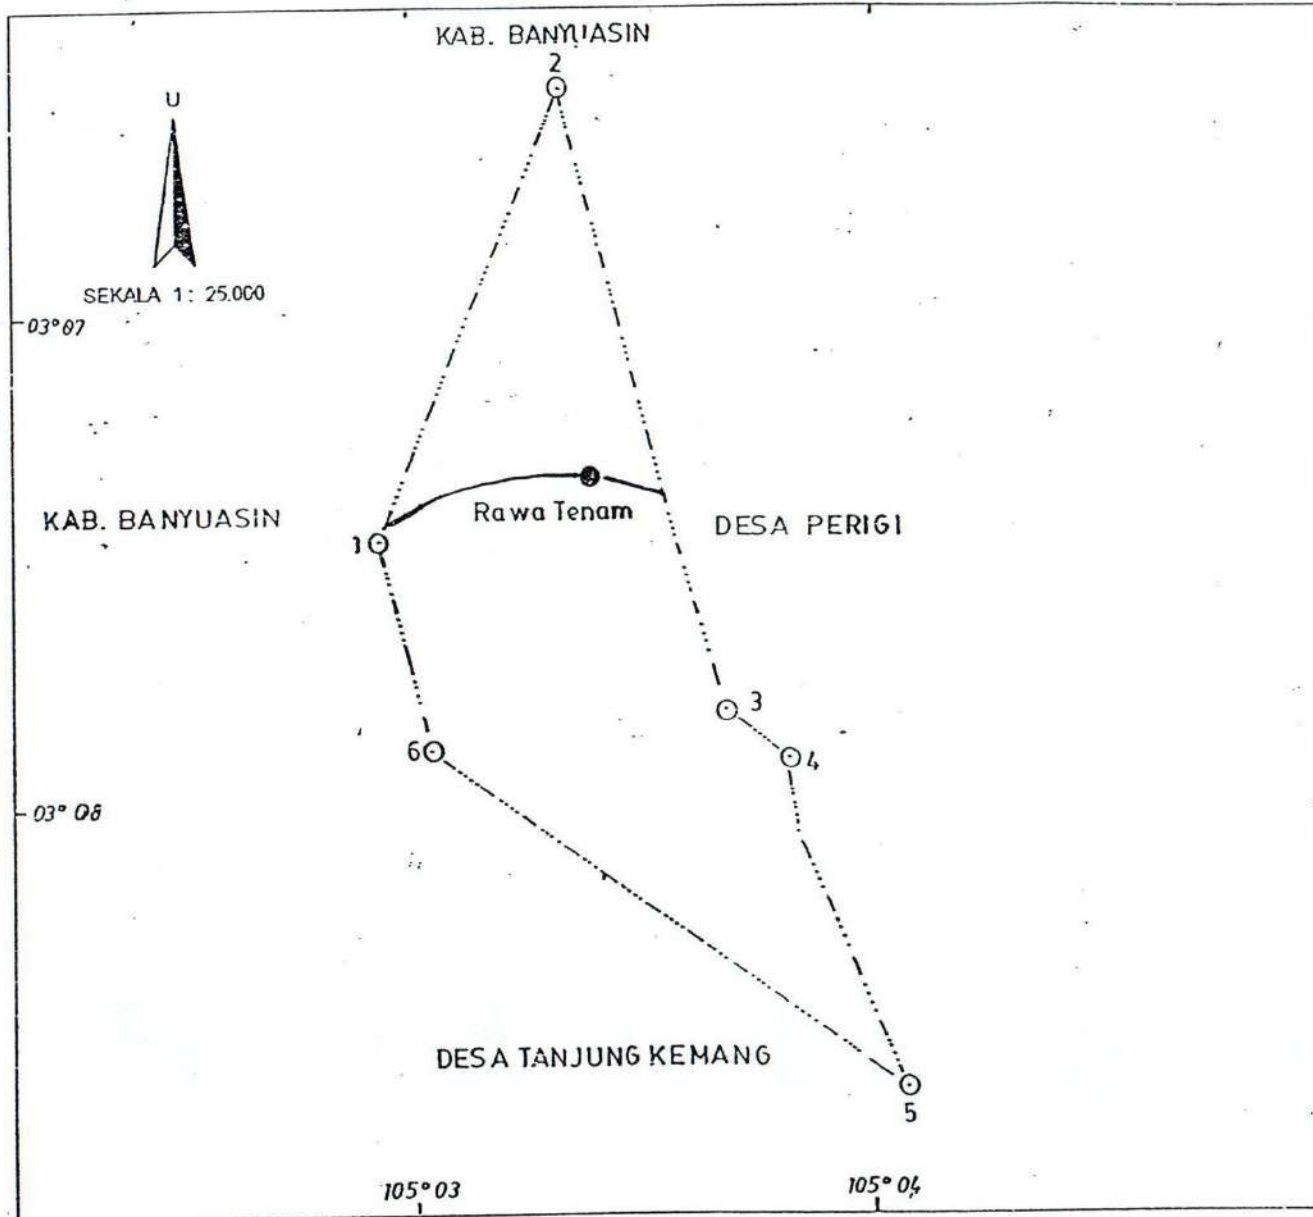 KAB. BANYUASIN
2
U
SEKALA 1 : 25.000
03° 07
KAB. BANYUASIN
Rawa Tenam
DESA PERIGI
1
3
6
4
03° 08
DESA TANJUNG KEMANG
5
105° 03
105° 04